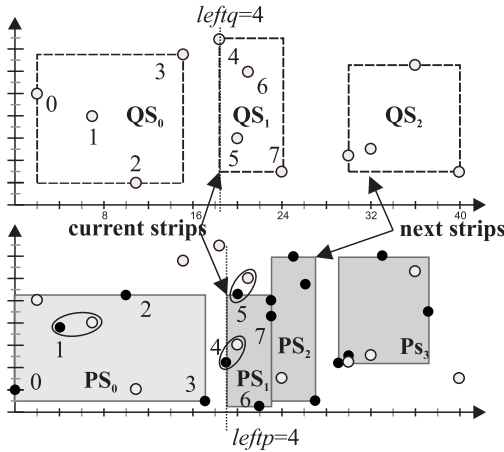 leftq=4
3
4
6
0
QS₀
QS₁
QS₂
1
2
5
7
8 16 24 32 40
current strips
next strips
2
5
1
7
4
PS₂
0
PS₀
3
PS₁
Ps₃
6
leftp=4